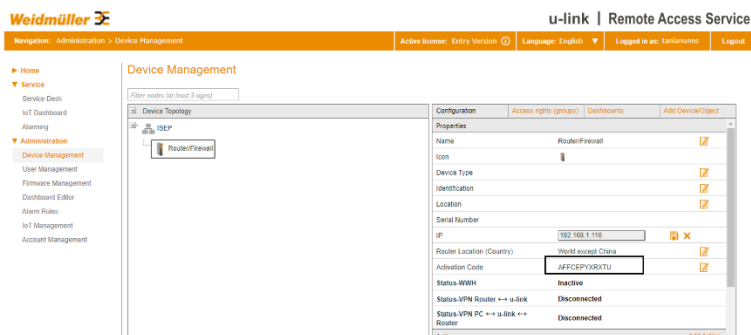 Weidmüller
u-link | Remote Access Service
Navigation: Administration > Device Management
Active license: Entry Version
Language: English ▼
Logged in as: tanianunes
Logout
Home
Service
Service Desk
IoT Dashboard
Alarming
Administration
Device Management
User Management
Firmware Management
Dashboard Editor
Alarm Rules
IoT Management
Account Management
Device Management
Filter nodes (at least 3 signs)
Device Topology
ISEP
Router/Firewall
Configuration
Access rights (groups)
Dashboards
Add Device/Object
Properties
Name Router/Firewall
Icon
Device Type
Identification
Location
Serial Number
IP 192.168.1.110
Router Location (Country) World except China
Activation Code AFFCEPYXRXTU
Status-WWH Inactive
Status-VPN Router ↔ u-link Disconnected
Status-VPN PC ↔ u-link ↔
Router Disconnected